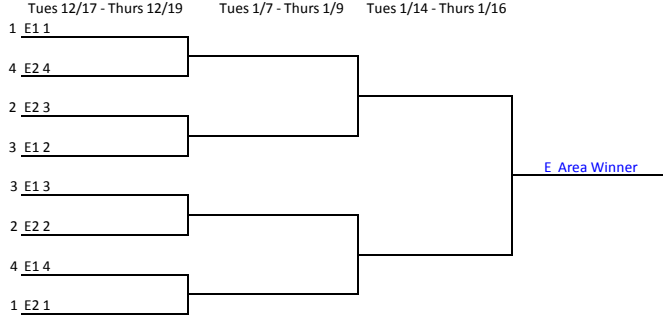 Tues 12/17 - Thurs 12/19 Tues 1/7 - Thurs 1/9 Tues 1/14 - Thurs 1/16
1 E1 1
4 E2 4
2 E2 3
3 E1 2
E Area Winner
3 E1 3
2 E2 2
4 E1 4
1 E2 1